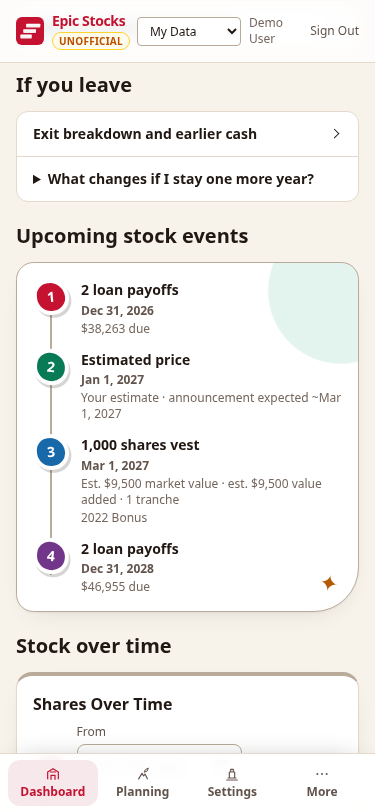 Epic Stocks
UNOFFICIAL
My Data
Demo
User
Sign Out
If you leave
Exit breakdown and earlier cash
What changes if I stay one more year?
Upcoming stock events
1
2 loan payoffs
Dec 31, 2026
$38,263 due
2
Estimated price
Jan 1, 2027
Your estimate · announcement expected ~Mar
1, 2027
3
1,000 shares vest
Mar 1, 2027
Est. $9,500 market value · est. $9,500 value
added · 1 tranche
2022 Bonus
4
2 loan payoffs
Dec 31, 2028
$46,955 due
Stock over time
Shares Over Time
From
Dashboard
Planning
Settings
More